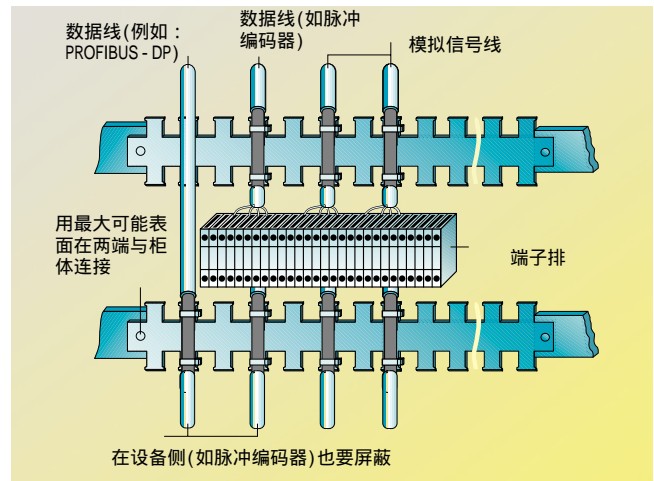 数据线(例如：
PROFIBUS - DP)
数据线(如脉冲
编码器)
模拟信号线
用最大可能表
面在两端与柜
体连接
端子排
在设备侧(如脉冲编码器)也要屏蔽